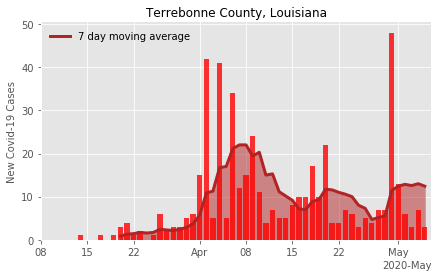 Terrebonne County, Louisiana
7 day moving average
New Covid-19 Cases
50
40
30
20
10
0
08 15 22 Apr 08 15 22 May
2020-May